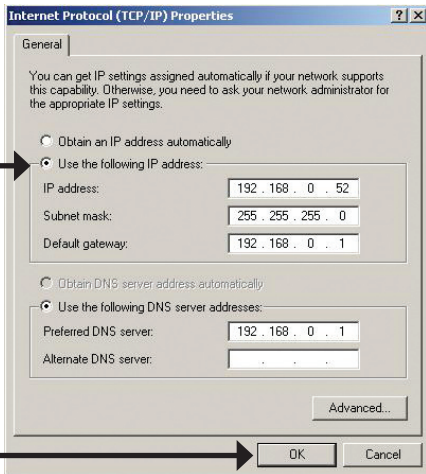 Internet Protocol (TCP/IP) Properties
? X
General
You can get IP settings assigned automatically if your network supports
this capability. Otherwise, you need to ask your network administrator for
the appropriate IP settings.
Obtain an IP address automatically
Use the following IP address:
IP address: 192 . 168 . 0 . 52
Subnet mask: 255 . 255 . 255 . 0
Default gateway: 192 . 168 . 0 . 1
Obtain DNS server address automatically
Use the following DNS server addresses:
Preferred DNS server: 192 . 168 . 0 . 1
Alternate DNS server: . . .
Advanced...
OK Cancel